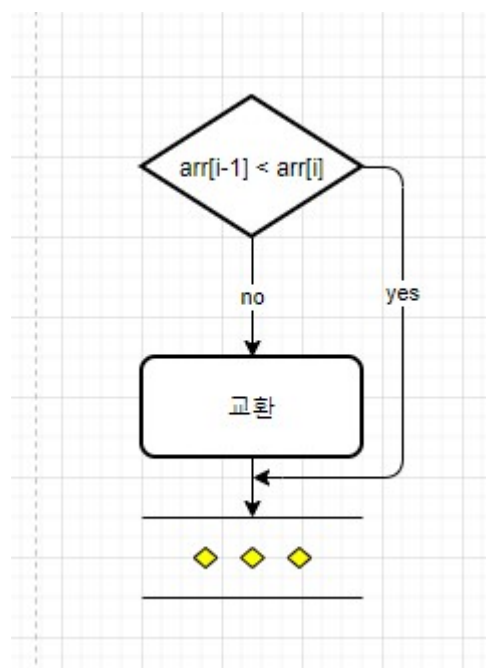 arr[i-1] < arr[i]
no
yes
교환